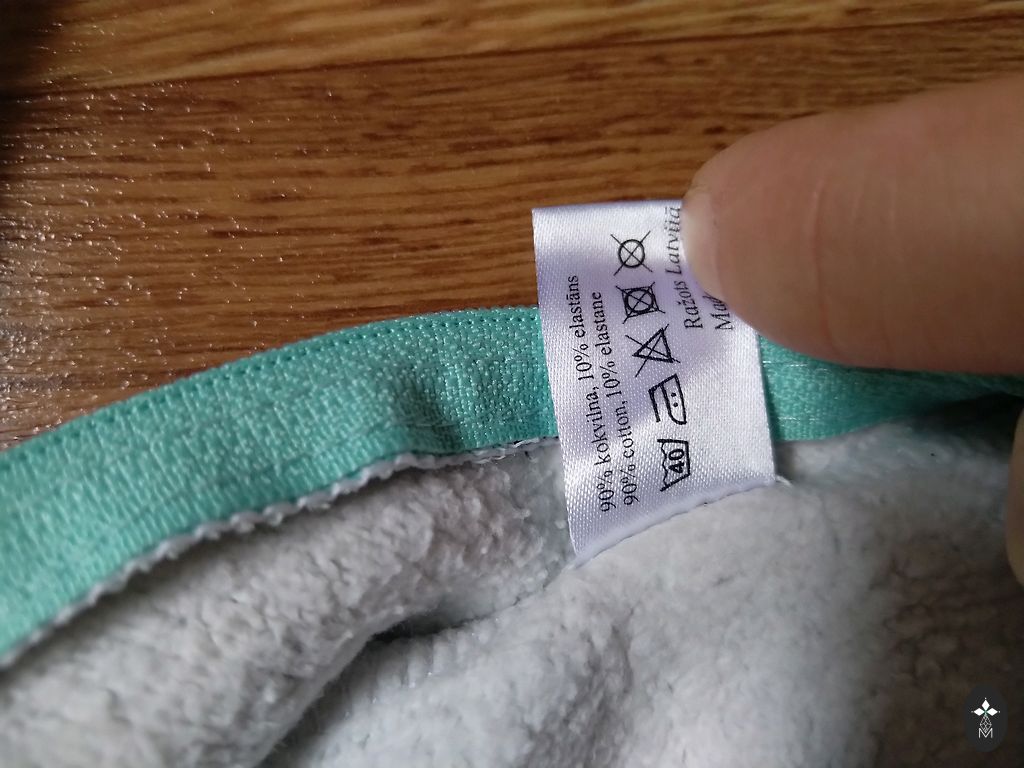 90% kokvilna, 10% elastāns
90% cotton, 10% elastane
40
Ražots Latvijā
M